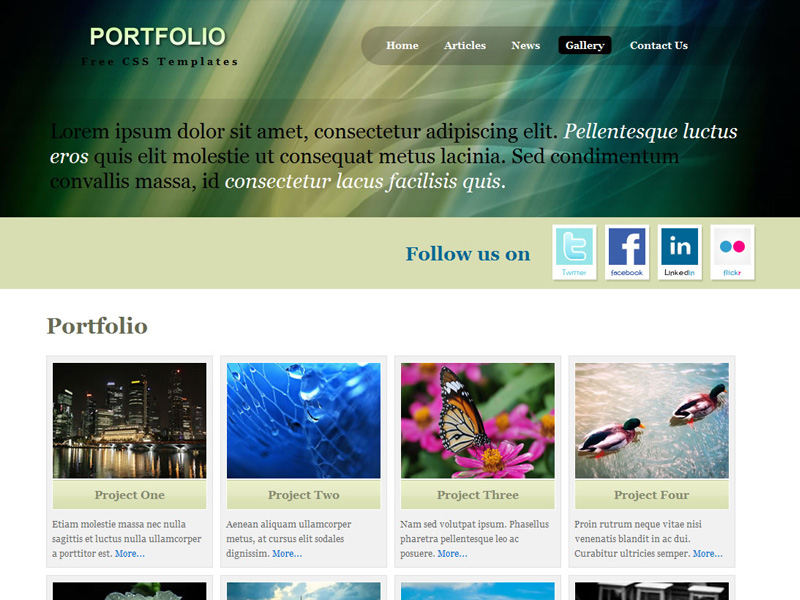 PORTFOLIO
Free CSS Templates
Home Articles News Gallery Contact Us
Lorem ipsum dolor sit amet, consectetur adipiscing elit. Pellentesque luctus
eros quis elit molestie ut consequat metus lacinia. Sed condimentum
convallis massa, id consectetur lacus facilisis quis.
Follow us on
Twitter
facebook
LinkedIn
flickr
Portfolio
Project One
Etiam molestie massa nec nulla
sagittis et luctus nulla ullamcorper
a porttitor est. More...
Project Two
Aenean aliquam ullamcorper
metus, at cursus elit sodales
dignissim. More...
Project Three
Nam sed volutpat ipsum. Phasellus
pharetra pellentesque leo ac
posuere. More...
Project Four
Proin rutrum neque vitae nisi
venenatis blandit in ac dui.
Curabitur ultricies semper. More...